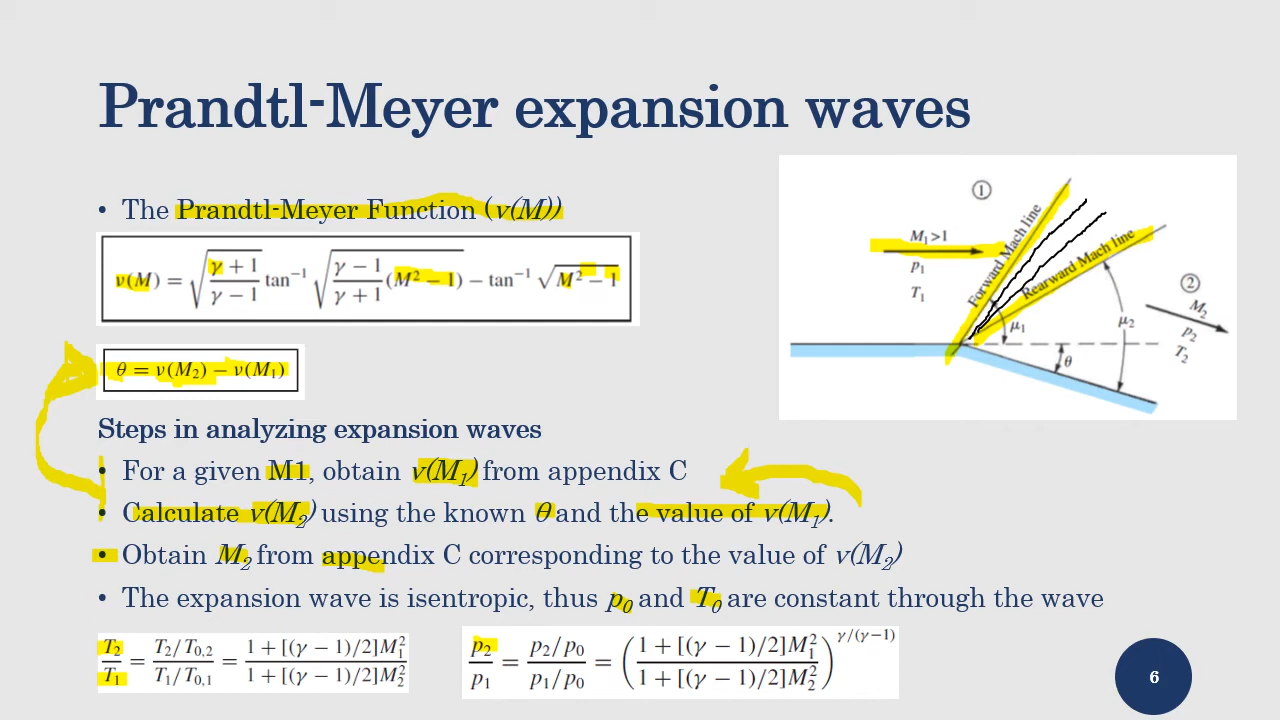 Prandtl-Meyer expansion waves
• The Prandtl-Meyer Function (ν(M))
ν(M) = √((γ + 1)/(γ − 1)) tan⁻¹ √((γ − 1)/(γ + 1) (M² − 1)) − tan⁻¹ √(M² − 1)
θ = ν(M₂) − ν(M₁)
Steps in analyzing expansion waves
• For a given M1, obtain ν(M₁) from appendix C
• Calculate ν(M₂) using the known θ and the value of ν(M₁).
• Obtain M₂ from appendix C corresponding to the value of ν(M₂)
• The expansion wave is isentropic, thus p₀ and T₀ are constant through the wave
T₂/T₁ = (T₂/T₀,₂)/(T₁/T₀,₁) = (1 + [(γ − 1)/2]M₁²)/(1 + [(γ − 1)/2]M₂²)
p₂/p₁ = (p₂/p₀)/(p₁/p₀) = ((1 + [(γ − 1)/2]M₁²)/(1 + [(γ − 1)/2]M₂²))^(γ/(γ−1))
①
M₁>1
p₁
T₁
Forward Mach line
Rearward Mach line
②
M₂
p₂
T₂
μ₁
μ₂
θ
6